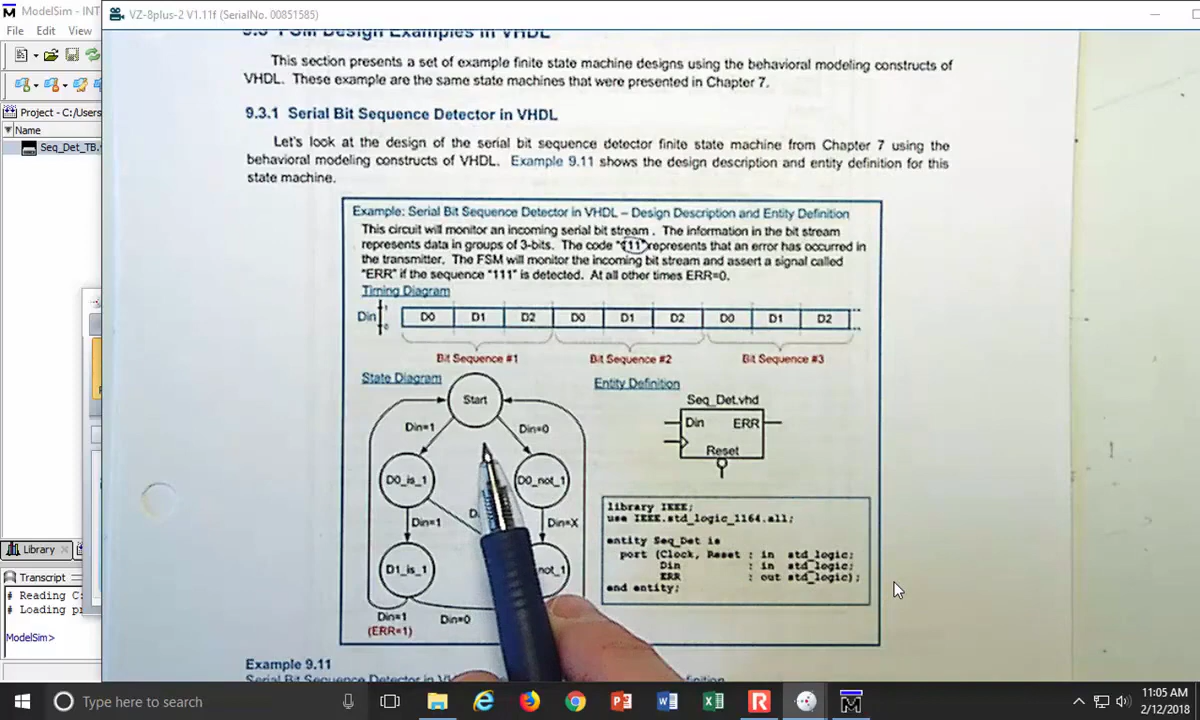 ModelSim - INT
VZ-8plus-2 V1.11f (SerialNo. 00851585)
File Edit View
9.3 FSM Design Examples in VHDL
This section presents a set of example finite state machine designs using the behavioral modeling constructs of
VHDL. These example are the same state machines that were presented in Chapter 7.
Project - C:/Users
Name
Seq_Det_TB.
9.3.1 Serial Bit Sequence Detector in VHDL
Let's look at the design of the serial bit sequence detector finite state machine from Chapter 7 using the
behavioral modeling constructs of VHDL. Example 9.11 shows the design description and entity definition for this
state machine.
Example: Serial Bit Sequence Detector in VHDL – Design Description and Entity Definition
This circuit will monitor an incoming serial bit stream. The information in the bit stream
represents data in groups of 3-bits. The code "111" represents that an error has occurred in
the transmitter. The FSM will monitor the incoming bit stream and assert a signal called
"ERR" if the sequence "111" is detected. At all other times ERR=0.
Timing Diagram
Din 1 0 D0 D1 D2 D0 D1 D2 D0 D1 D2
Bit Sequence #1 Bit Sequence #2 Bit Sequence #3
State Diagram
Entity Definition
Start
Seq_Det.vhd
Din=1 Din=0
Din ERR
Reset
D0_is_1 D0_not_1
Din=1 Din=X
D1_is_1 not_1
Din=1 Din=0
(ERR=1)
library IEEE;
use IEEE.std_logic_1164.all;
entity Seq_Det is
port (Clock, Reset : in std_logic;
Din : in std_logic;
ERR : out std_logic);
end entity;
Example 9.11
Library
Transcript
# Reading C:
# Loading pr
ModelSim>
Type here to search
11:05 AM
2/12/2018